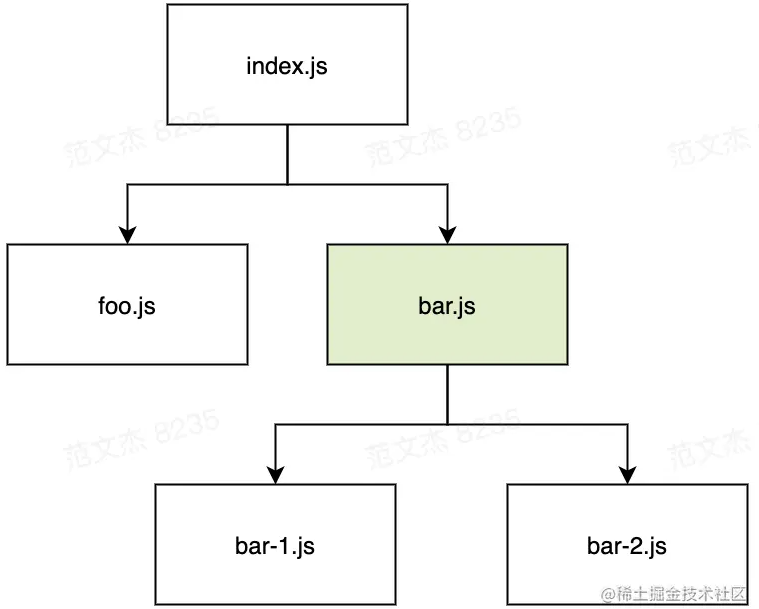 index.js
范文杰 8235
范文杰 8235
范文杰
foo.js
bar.js
范文杰 8235
范文杰 8235
范文杰
bar-1.js
bar-2.js
@稀土掘金技术社区